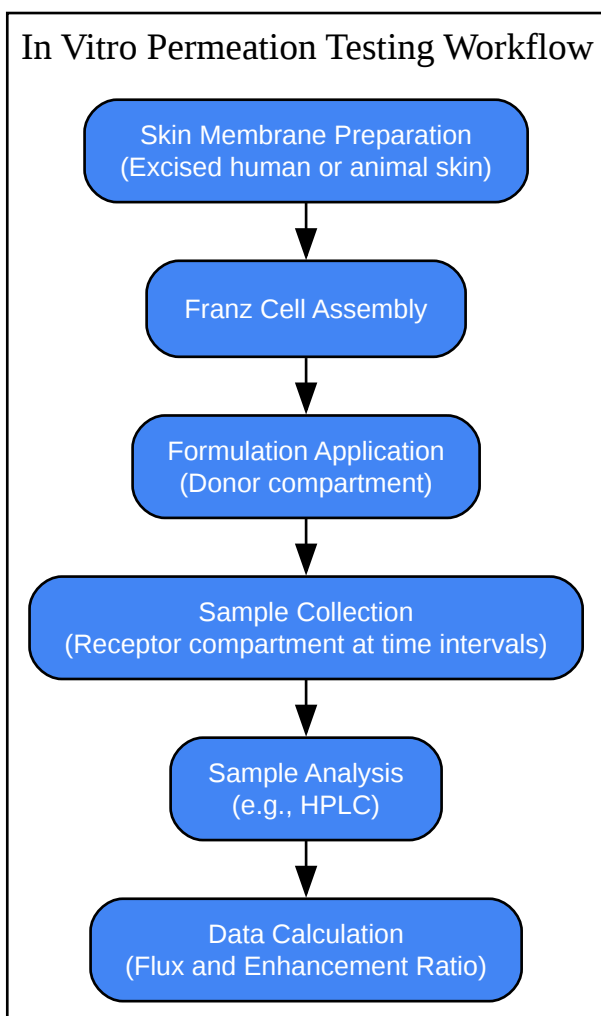 In Vitro Permeation Testing Workflow
Skin Membrane Preparation
(Excised human or animal skin)
Franz Cell Assembly
Formulation Application
(Donor compartment)
Sample Collection
(Receptor compartment at time intervals)
Sample Analysis
(e.g., HPLC)
Data Calculation
(Flux and Enhancement Ratio)